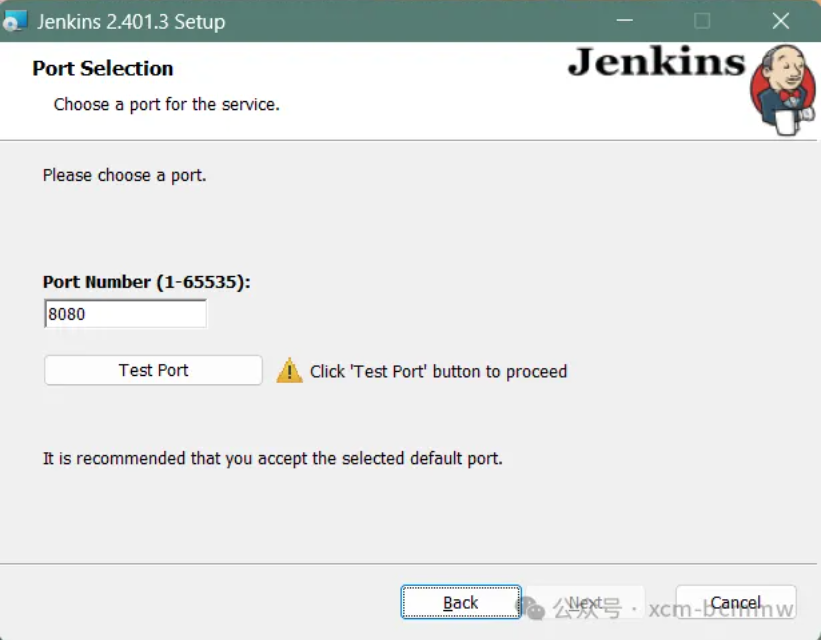 Jenkins 2.401.3 Setup
Port Selection
Jenkins
Choose a port for the service.
Please choose a port.
Port Number (1-65535):
8080
Test Port
Click 'Test Port' button to proceed
It is recommended that you accept the selected default port.
Back
Next
Cancel
公众号 · xcm-bcmmw